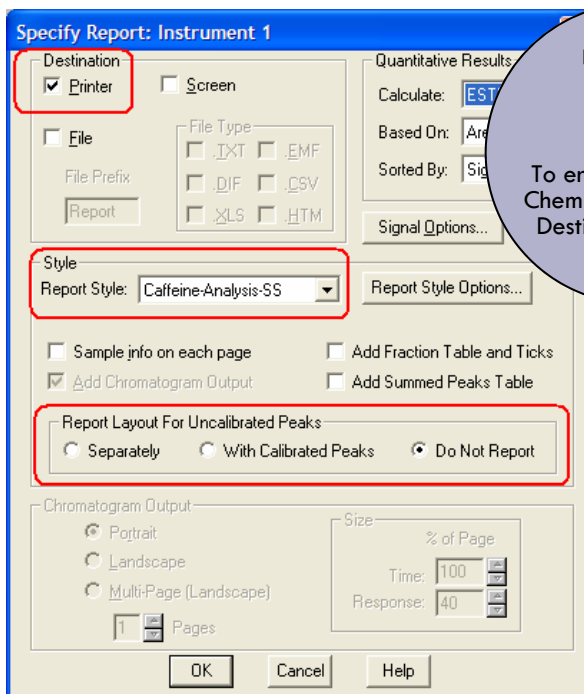 Specify Report: Instrument 1
Destination
Printer
Screen
File
File Type
.TXT
.EMF
.DIF
.CSV
.XLS
.HTM
File Prefix
Report
Quantitative Results
Calculate:
Based On:
Sorted By:
To
Signal Options...
Style
Report Style: Caffeine-Analysis-SS
Report Style Options...
Sample info on each page
Add Fraction Table and Ticks
Add Chromatogram Output
Add Summed Peaks Table
Report Layout For Uncalibrated Peaks
Separately
With Calibrated Peaks
Do Not Report
Chromatogram Output
Portrait
Landscape
Multi-Page (Landscape)
1 Pages
Size
% of Page
Time: 100
Response: 40
OK
Cancel
Help